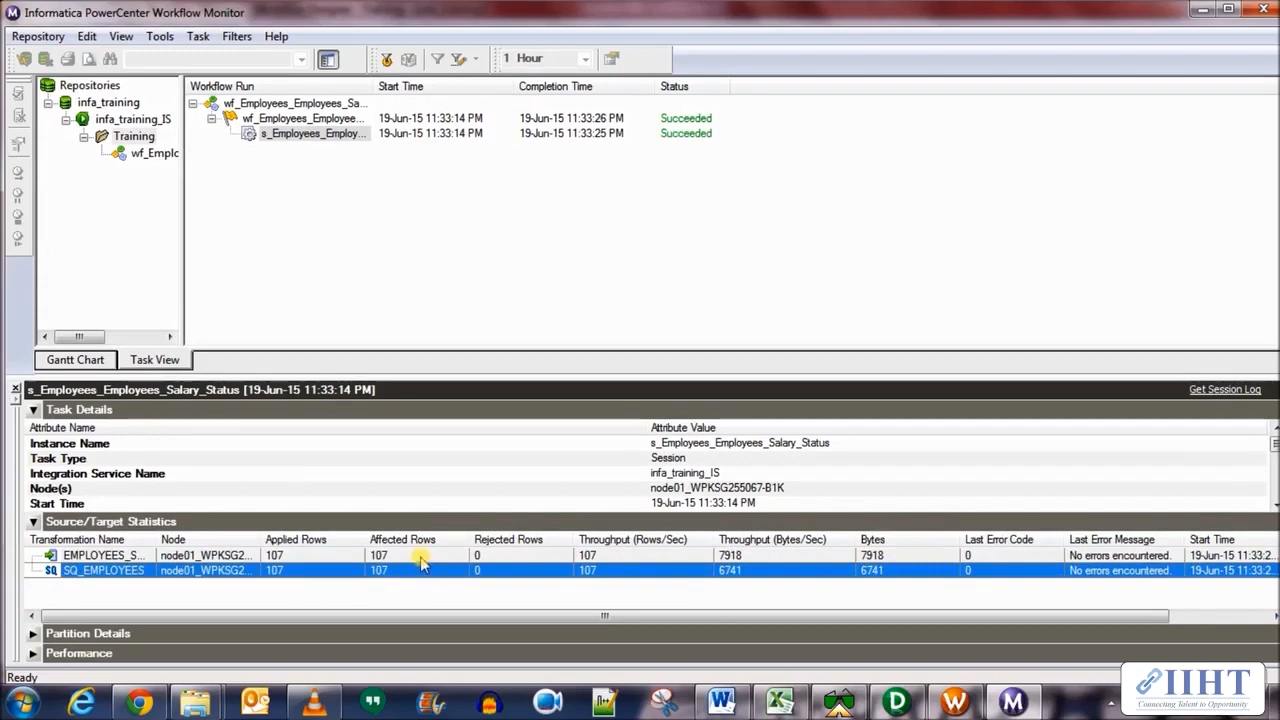 Informatica PowerCenter Workflow Monitor
Repository Edit View Tools Task Filters Help
1 Hour
Repositories
infa_training
infa_training_IS
Training
wf_Emplc
Workflow Run Start Time Completion Time Status
wf_Employees_Employees_Sa...
wf_Employees_Employee... 19-Jun-15 11:33:14 PM 19-Jun-15 11:33:26 PM Succeeded
s_Employees_Employ... 19-Jun-15 11:33:14 PM 19-Jun-15 11:33:25 PM Succeeded
Gantt Chart Task View
s_Employees_Employees_Salary_Status [19-Jun-15 11:33:14 PM] Get Session Log
Task Details
Attribute Name Attribute Value
Instance Name s_Employees_Employees_Salary_Status
Task Type Session
Integration Service Name infa_training_IS
Node(s) node01_WPKSG255067-B1K
Start Time 19-Jun-15 11:33:14 PM
Source/Target Statistics
Transformation Name Node Applied Rows Affected Rows Rejected Rows Throughput (Rows/Sec) Throughput (Bytes/Sec) Bytes Last Error Code Last Error Message Start Time
EMPLOYEES_S... node01_WPKSG2... 107 107 0 107 7918 7918 0 No errors encountered. 19-Jun-15 11:33:2...
SQ SQ_EMPLOYEES node01_WPKSG2... 107 107 0 107 6741 6741 0 No errors encountered. 19-Jun-15 11:33:2...
Partition Details
Performance
Ready
IIHT
Connecting Talent to Opportunity